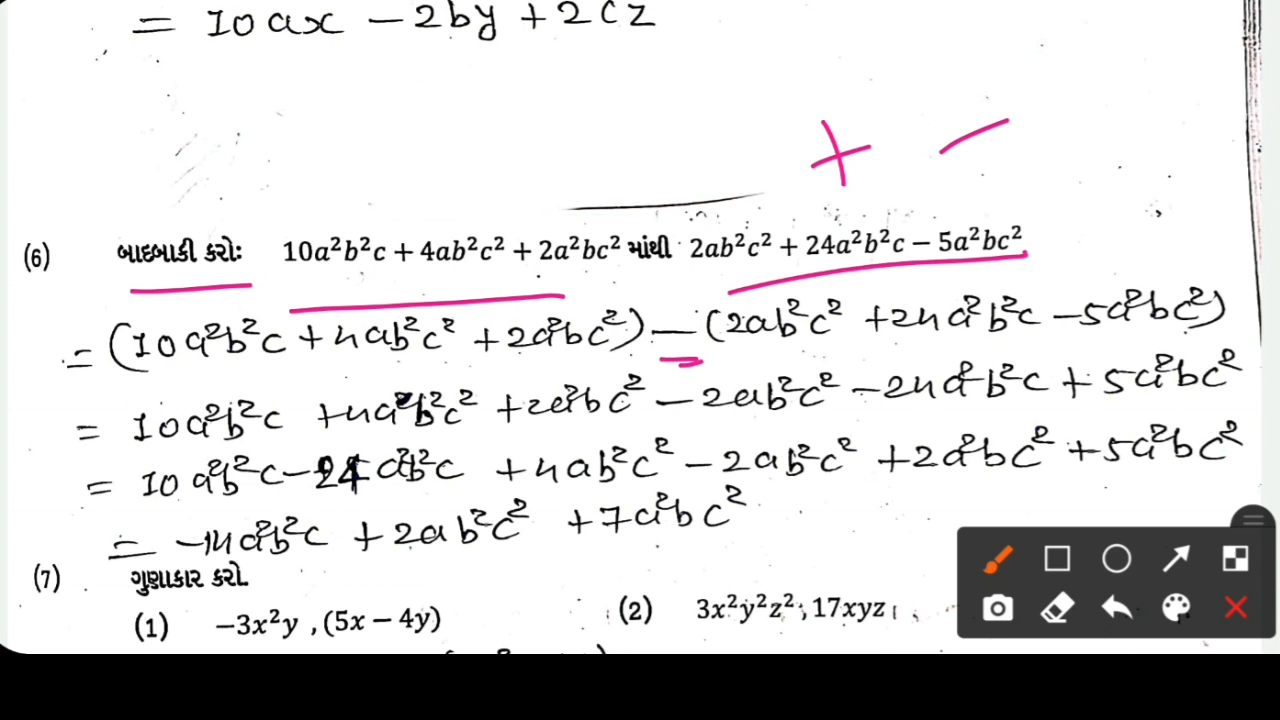 = 10ax − 2by + 2cz
+ −
(6) બાદબાકી કરોઃ 10a²b²c + 4ab²c² + 2a²bc² માંથી 2ab²c² + 24a²b²c − 5a²bc²
= (10a²b²c + 4ab²c² + 2a²bc²) − (2ab²c² + 24a²b²c − 5a²bc²)
= 10a²b²c + 4a²b²c² + 2a²bc² − 2ab²c² − 24a²b²c + 5a²bc²
= 10a²b²c − 24a²b²c + 4ab²c² − 2ab²c² + 2a²bc² + 5a²bc²
= −14a²b²c + 2ab²c² + 7a²bc²
(7) ગુણાકાર કરો.
(1) −3x²y ,(5x − 4y) (2) 3x²y²z², 17xyz